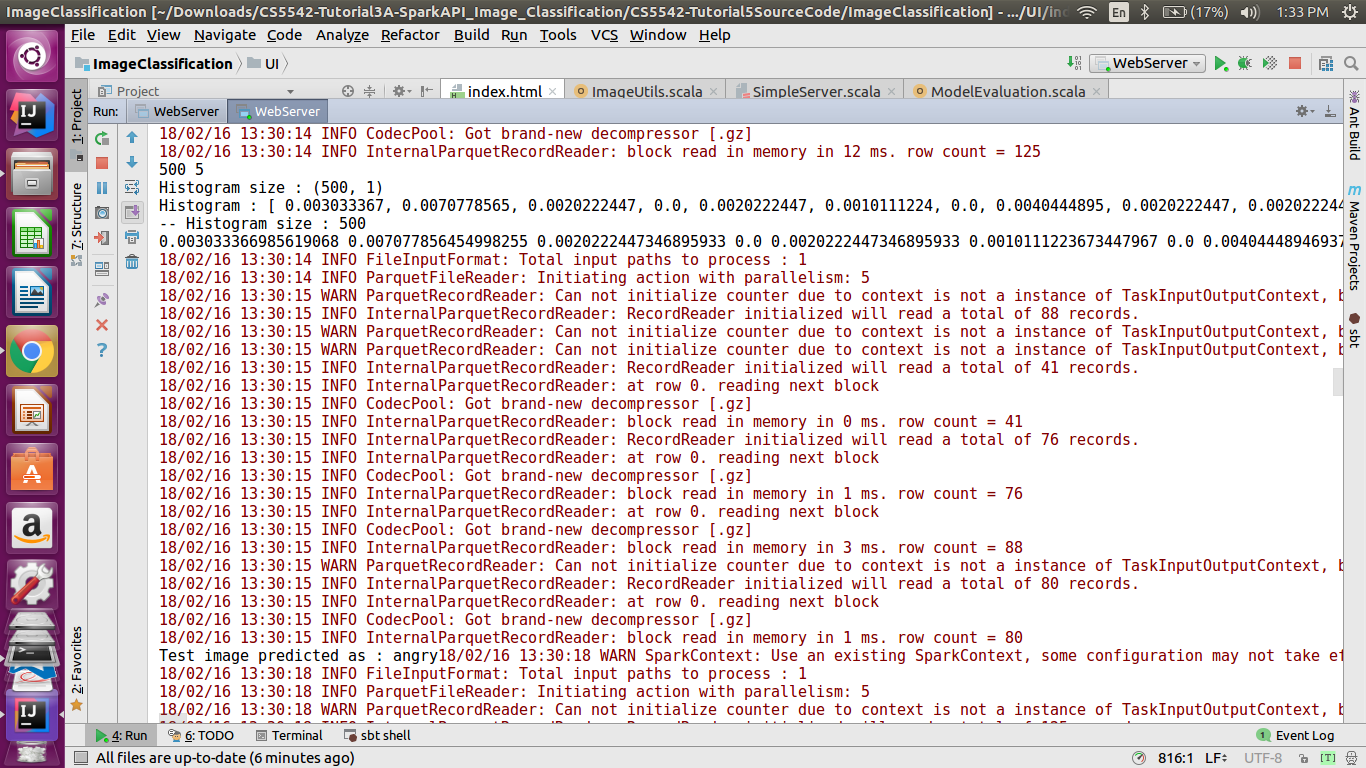 ImageClassification [~/Downloads/CS5542-Tutorial3A-SparkAPI_Image_Classification/CS5542-Tutorial5SourceCode/ImageClassification] - .../UI/in
En (17%) 1:33 PM
File Edit View Navigate Code Analyze Refactor Build Run Tools VCS Window Help
ImageClassification UI WebServer
1: Project
7: Structure
2: Favorites
Project index.html ImageUtils.scala SimpleServer.scala ModelEvaluation.scala
Run: WebServer WebServer
18/02/16 13:30:14 INFO CodecPool: Got brand-new decompressor [.gz]
18/02/16 13:30:14 INFO InternalParquetRecordReader: block read in memory in 12 ms. row count = 125
500 5
Histogram size : (500, 1)
Histogram : [ 0.003033367, 0.0070778565, 0.0020222447, 0.0, 0.0020222447, 0.0010111224, 0.0, 0.0040444895, 0.0020222447, 0.00202224
-- Histogram size : 500
0.003033366985619068 0.007077856454998255 0.0020222447346895933 0.0 0.0020222447346895933 0.0010111223673447967 0.0 0.00404448946937
18/02/16 13:30:14 INFO FileInputFormat: Total input paths to process : 1
18/02/16 13:30:14 INFO ParquetFileReader: Initiating action with parallelism: 5
18/02/16 13:30:15 WARN ParquetRecordReader: Can not initialize counter due to context is not a instance of TaskInputOutputContext, b
18/02/16 13:30:15 INFO InternalParquetRecordReader: RecordReader initialized will read a total of 88 records.
18/02/16 13:30:15 WARN ParquetRecordReader: Can not initialize counter due to context is not a instance of TaskInputOutputContext, b
18/02/16 13:30:15 WARN ParquetRecordReader: Can not initialize counter due to context is not a instance of TaskInputOutputContext, b
18/02/16 13:30:15 INFO InternalParquetRecordReader: RecordReader initialized will read a total of 41 records.
18/02/16 13:30:15 INFO InternalParquetRecordReader: at row 0. reading next block
18/02/16 13:30:15 INFO CodecPool: Got brand-new decompressor [.gz]
18/02/16 13:30:15 INFO InternalParquetRecordReader: block read in memory in 0 ms. row count = 41
18/02/16 13:30:15 INFO InternalParquetRecordReader: RecordReader initialized will read a total of 76 records.
18/02/16 13:30:15 INFO InternalParquetRecordReader: at row 0. reading next block
18/02/16 13:30:15 INFO CodecPool: Got brand-new decompressor [.gz]
18/02/16 13:30:15 INFO InternalParquetRecordReader: block read in memory in 1 ms. row count = 76
18/02/16 13:30:15 INFO InternalParquetRecordReader: at row 0. reading next block
18/02/16 13:30:15 INFO CodecPool: Got brand-new decompressor [.gz]
18/02/16 13:30:15 INFO InternalParquetRecordReader: block read in memory in 3 ms. row count = 88
18/02/16 13:30:15 WARN ParquetRecordReader: Can not initialize counter due to context is not a instance of TaskInputOutputContext, b
18/02/16 13:30:15 INFO InternalParquetRecordReader: RecordReader initialized will read a total of 80 records.
18/02/16 13:30:15 INFO InternalParquetRecordReader: at row 0. reading next block
18/02/16 13:30:15 INFO CodecPool: Got brand-new decompressor [.gz]
18/02/16 13:30:15 INFO InternalParquetRecordReader: block read in memory in 1 ms. row count = 80
Test image predicted as : angry18/02/16 13:30:18 WARN SparkContext: Use an existing SparkContext, some configuration may not take ef
18/02/16 13:30:18 INFO FileInputFormat: Total input paths to process : 1
18/02/16 13:30:18 INFO ParquetFileReader: Initiating action with parallelism: 5
18/02/16 13:30:18 WARN ParquetRecordReader: Can not initialize counter due to context is not a instance of TaskInputOutputContext, b
Ant Build
Maven Projects
sbt
4: Run 6: TODO Terminal sbt shell 1 Event Log
All files are up-to-date (6 minutes ago) 816:1 LF UTF-8 [T]